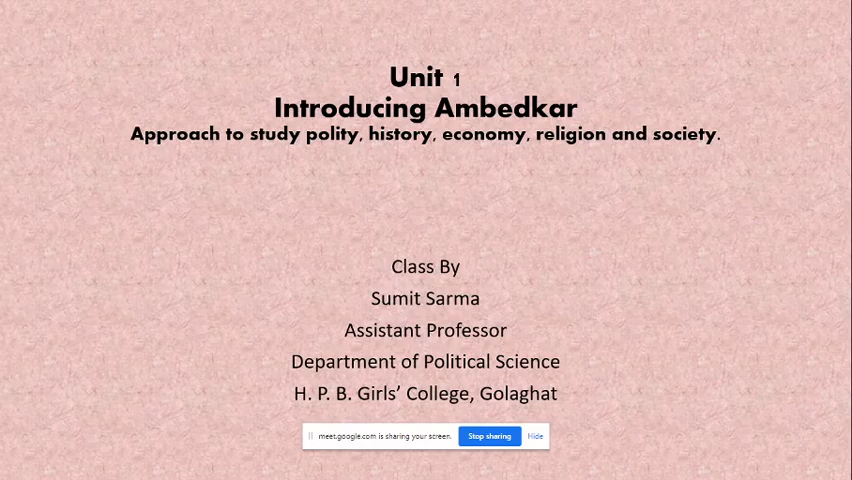 Unit 1
Introducing Ambedkar
Approach to study polity, history, economy, religion and society.
Class By
Sumit Sarma
Assistant Professor
Department of Political Science
H. P. B. Girls’ College, Golaghat
meet.google.com is sharing your screen. Stop sharing Hide